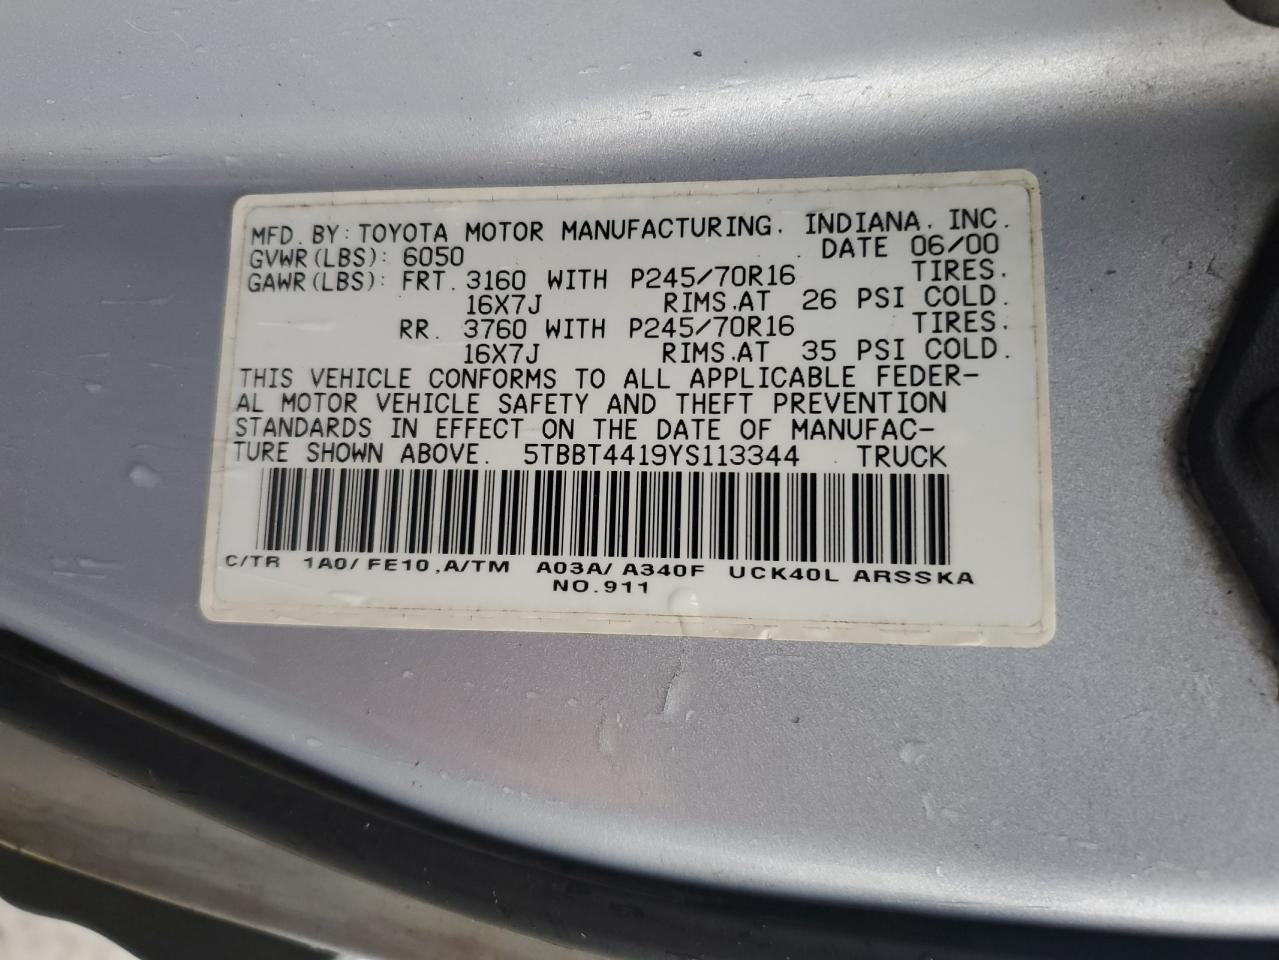 MFD. BY: TOYOTA MOTOR MANUFACTURING, INDIANA, INC.
GVWR(LBS): 6050 DATE 06/00
GAWR(LBS): FRT. 3160 WITH P245/70R16 TIRES.
16X7J RIMS.AT 26 PSI COLD.
RR. 3760 WITH P245/70R16 TIRES.
16X7J RIMS.AT 35 PSI COLD.
THIS VEHICLE CONFORMS TO ALL APPLICABLE FEDER-
AL MOTOR VEHICLE SAFETY AND THEFT PREVENTION
STANDARDS IN EFFECT ON THE DATE OF MANUFAC-
TURE SHOWN ABOVE. 5TBBT4419YS113344 TRUCK
C/TR 1A0/ FE10,A/TM A03A/ A340F UCK40L ARSSKA
NO.911